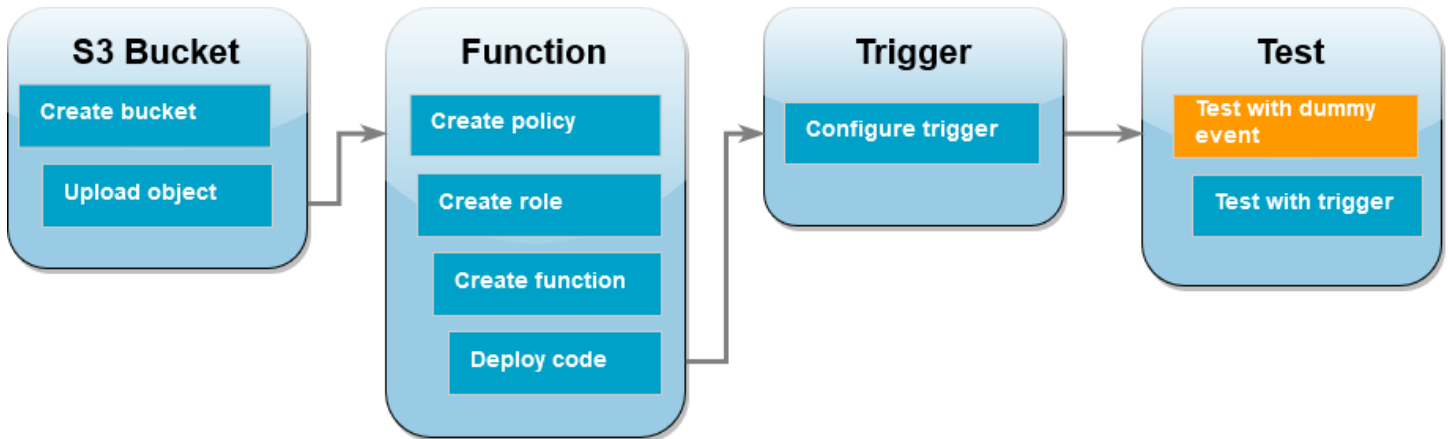 S3 Bucket
Create bucket
Upload object
Function
Create policy
Create role
Create function
Deploy code
Trigger
Configure trigger
Test
Test with dummy
event
Test with trigger